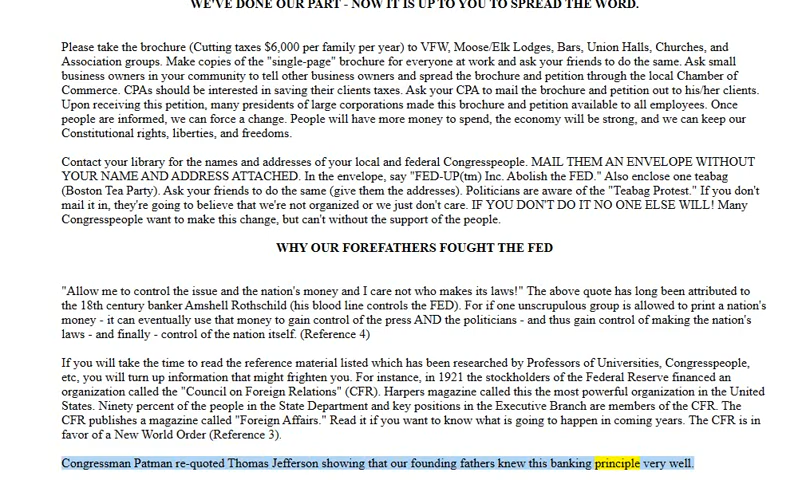 WE'VE DONE OUR PART - NOW IT IS UP TO YOU TO SPREAD THE WORD.
Please take the brochure (Cutting taxes $6,000 per family per year) to VFW, Moose/Elk Lodges, Bars, Union Halls, Churches, and
Association groups. Make copies of the "single-page" brochure for everyone at work and ask your friends to do the same. Ask small
business owners in your community to tell other business owners and spread the brochure and petition through the local Chamber of
Commerce. CPAs should be interested in saving their clients taxes. Ask your CPA to mail the brochure and petition out to his/her clients.
Upon receiving this petition, many presidents of large corporations made this brochure and petition available to all employees. Once
people are informed, we can force a change. People will have more money to spend, the economy will be strong, and we can keep our
Constitutional rights, liberties, and freedoms.
Contact your library for the names and addresses of your local and federal Congresspeople. MAIL THEM AN ENVELOPE WITHOUT
YOUR NAME AND ADDRESS ATTACHED. In the envelope, say "FED-UP(tm) Inc. Abolish the FED." Also enclose one teabag
(Boston Tea Party). Ask your friends to do the same (give them the addresses). Politicians are aware of the "Teabag Protest." If you don't
mail it in, they're going to believe that we're not organized or we just don't care. IF YOU DON'T DO IT NO ONE ELSE WILL! Many
Congresspeople want to make this change, but can't without the support of the people.
WHY OUR FOREFATHERS FOUGHT THE FED
"Allow me to control the issue and the nation's money and I care not who makes its laws!" The above quote has long been attributed to
the 18th century banker Amshell Rothschild (his blood line controls the FED). For if one unscrupulous group is allowed to print a nation's
money - it can eventually use that money to gain control of the press AND the politicians - and thus gain control of making the nation's
laws - and finally - control of the nation itself. (Reference 4)
If you will take the time to read the reference material listed which has been researched by Professors of Universities, Congresspeople,
etc, you will turn up information that might frighten you. For instance, in 1921 the stockholders of the Federal Reserve financed an
organization called the "Council on Foreign Relations" (CFR). Harpers magazine called this the most powerful organization in the United
States. Ninety percent of the people in the State Department and key positions in the Executive Branch are members of the CFR. The
CFR publishes a magazine called "Foreign Affairs." Read it if you want to know what is going to happen in coming years. The CFR is in
favor of a New World Order (Reference 3).
Congressman Patman re-quoted Thomas Jefferson showing that our founding fathers knew this banking principle very well.